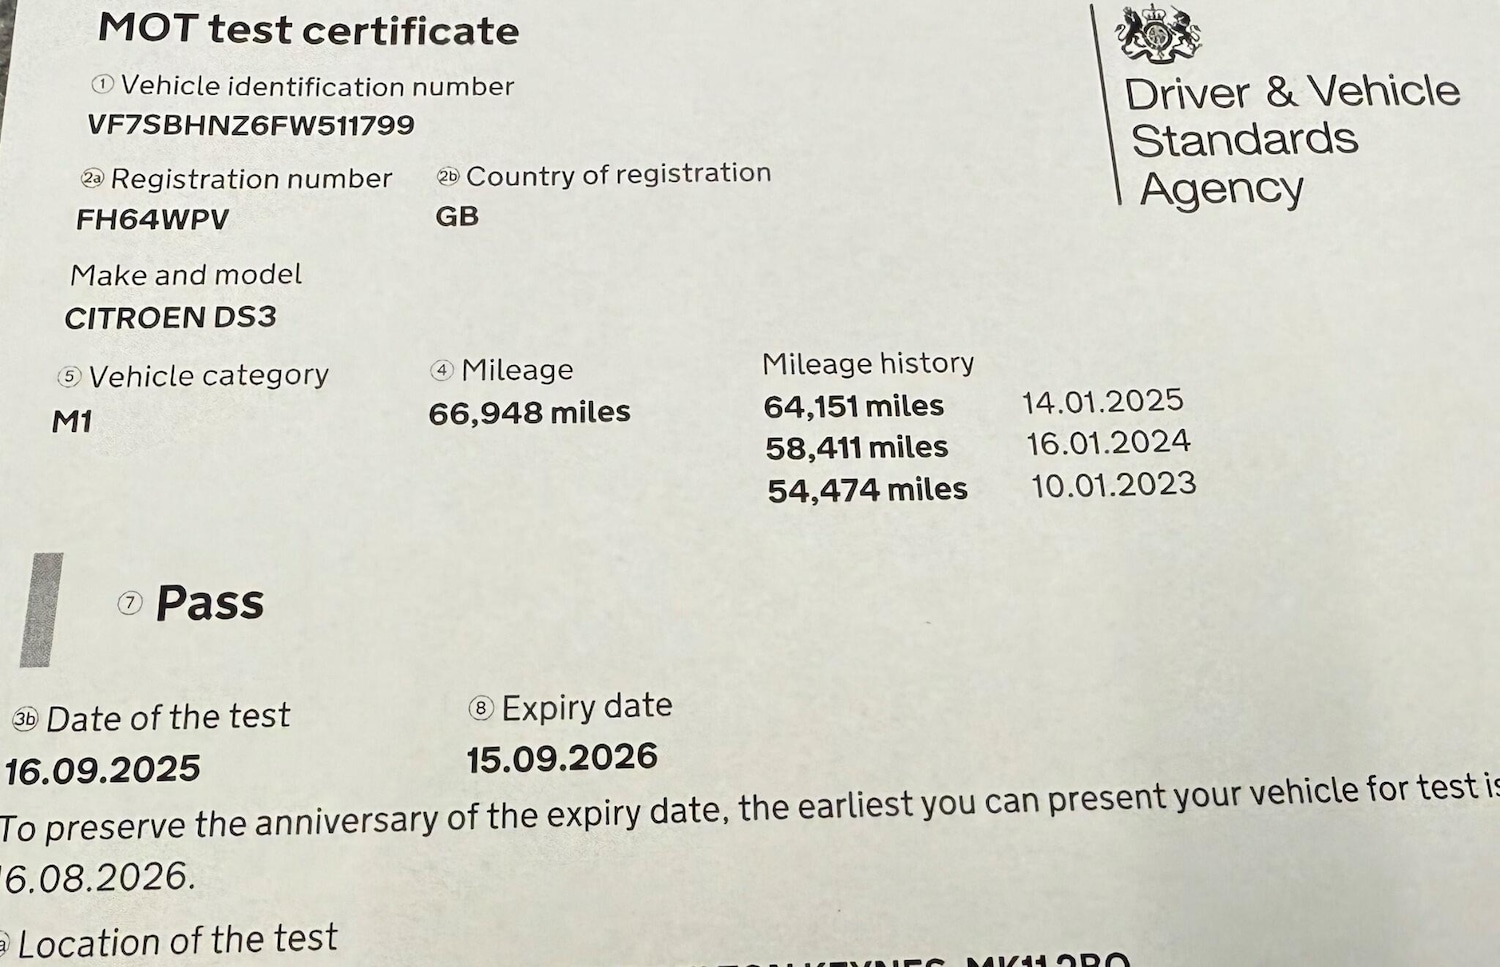 MOT test certificate
Driver & Vehicle
Standards
Agency
1 Vehicle identification number
VF7SBHNZ6FW511799
2a Registration number 2b Country of registration
FH64WPV GB
Make and model
CITROEN DS3
5 Vehicle category 4 Mileage Mileage history
M1 66,948 miles 64,151 miles 14.01.2025
58,411 miles 16.01.2024
54,474 miles 10.01.2023
7 Pass
3b Date of the test 8 Expiry date
16.09.2025 15.09.2026
To preserve the anniversary of the expiry date, the earliest you can present your vehicle for test is
16.08.2026.
Location of the test
KEYNES, MK11